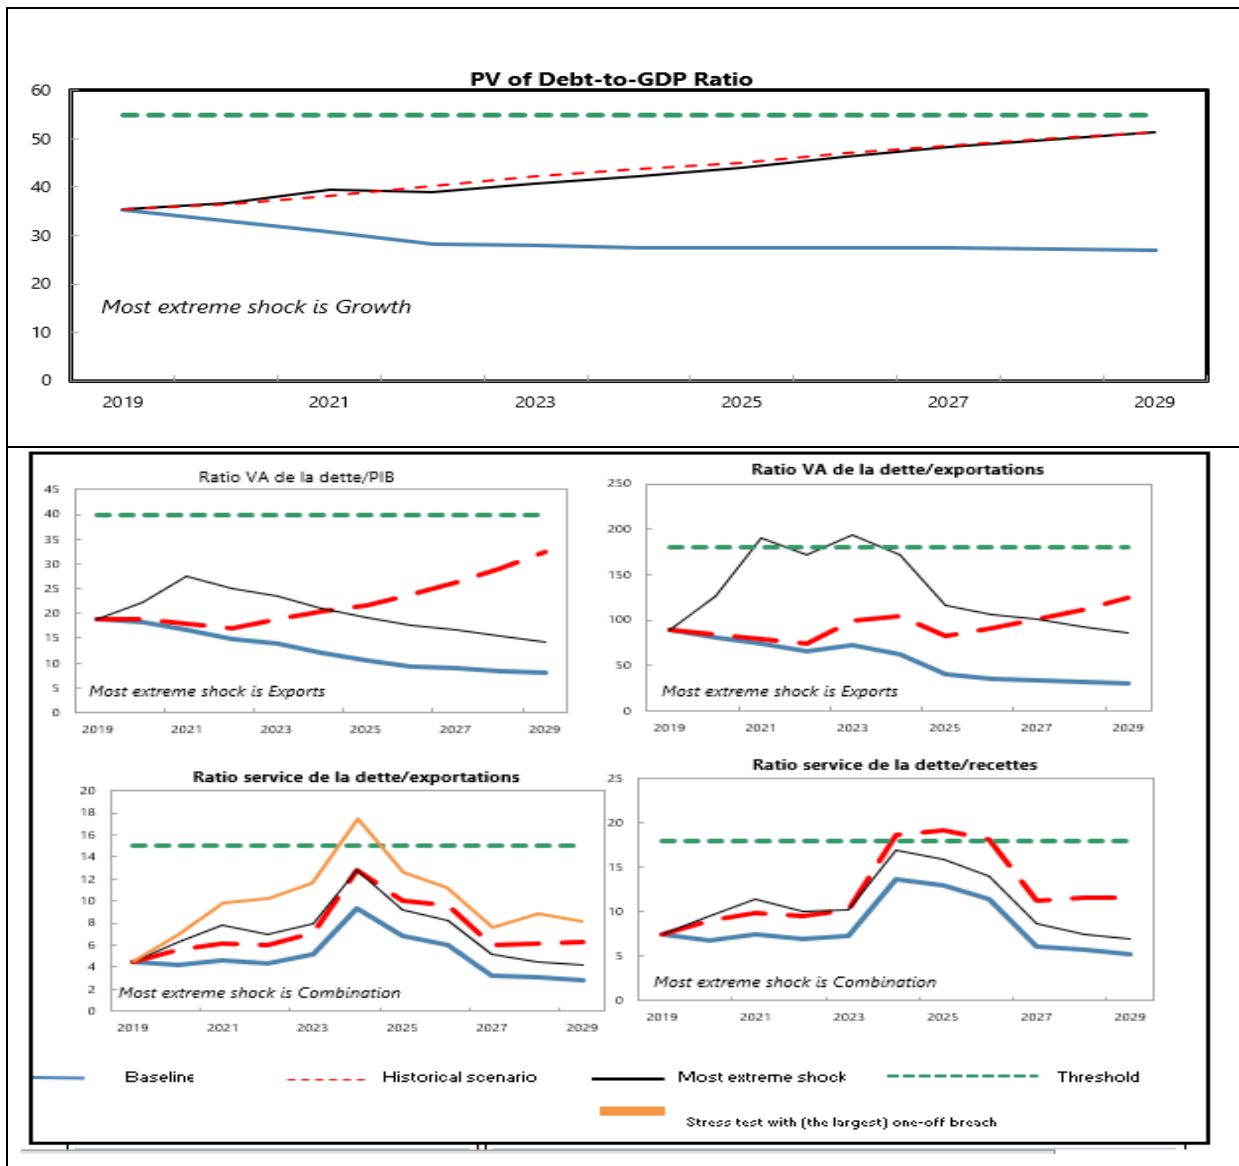 PV of Debt-to-GDP Ratio
60
50
40
30
20
10
0
Most extreme shock is Growth
2019 2021 2023 2025 2027 2029
Ratio VA de la dette/PIB
45
40
35
30
25
20
15
10
5
0
Most extreme shock is Exports
2019 2021 2023 2025 2027 2029
Ratio VA de la dette/exportations
250
200
150
100
50
0
Most extreme shock is Exports
2019 2021 2023 2025 2027 2029
Ratio service de la dette/exportations
20
18
16
14
12
10
8
6
4
2
0
Most extreme shock is Combination
2019 2021 2023 2025 2027 2029
Ratio service de la dette/recettes
25
20
15
10
5
0
Most extreme shock is Combination
2019 2021 2023 2025 2027 2029
Baseline Historical scenario Most extreme shock Threshold
Stress test with (the largest) one-off breach